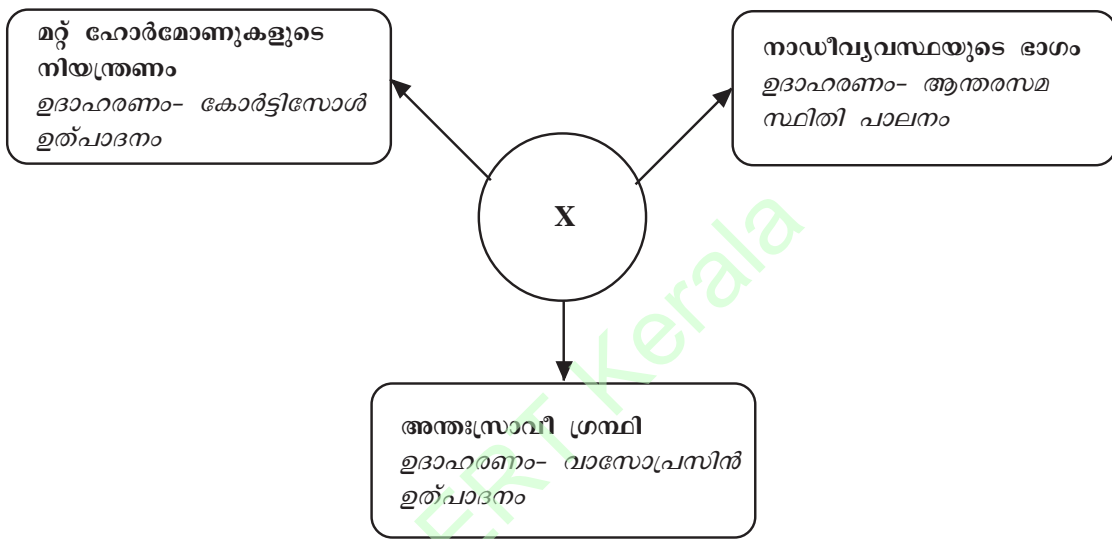 മറ്റ് ഹോർമോണുകളുടെ
നിയന്ത്രണം
ഉദാഹരണം- കോർട്ടിസോൾ
ഉത്പാദനം
നാഡീവ്യവസ്ഥയുടെ ഭാഗം
ഉദാഹരണം- ആന്തരസമ
സ്ഥിതി പാലനം
X
അന്തഃസ്രാവീ ഗ്രന്ഥി
ഉദാഹരണം- വാസോപ്രസിൻ
ഉത്പാദനം
ERT Kerala